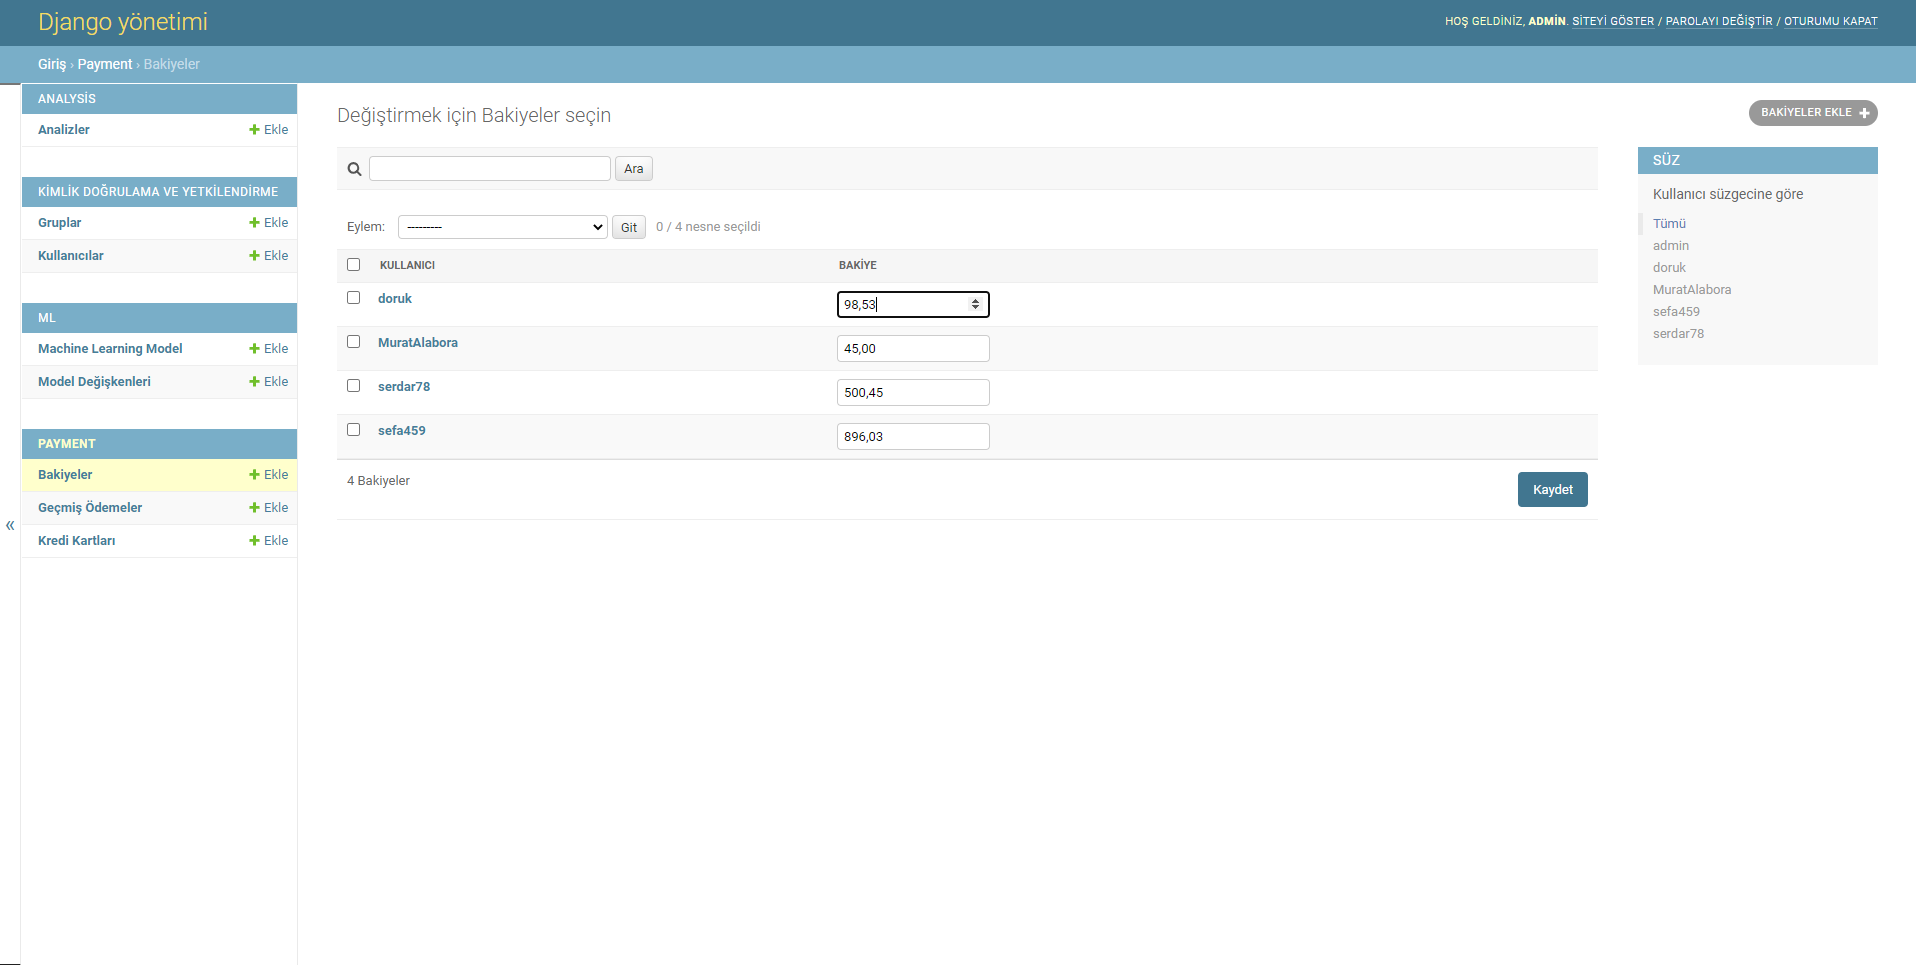 Django yönetimi
HOŞ GELDİNİZ, ADMIN. SİTEYİ GÖSTER / PAROLAYI DEĞİŞTİR / OTURUMU KAPAT
Giriş › Payment › Bakiyeler
ANALYSIS
Analizler Ekle
KİMLİK DOĞRULAMA VE YETKİLENDİRME
Gruplar Ekle
Kullanıcılar Ekle
ML
Machine Learning Model Ekle
Model Değişkenleri Ekle
PAYMENT
Bakiyeler Ekle
Geçmiş Ödemeler Ekle
Kredi Kartları Ekle
«
Değiştirmek için Bakiyeler seçin
BAKİYELER EKLE
Ara
Eylem: --------- Git 0 / 4 nesne seçildi
KULLANICI BAKİYE
doruk 98,53
MuratAlabora 45,00
serdar78 500,45
sefa459 896,03
4 Bakiyeler
Kaydet
SÜZ
Kullanıcı süzgecine göre
Tümü
admin
doruk
MuratAlabora
sefa459
serdar78